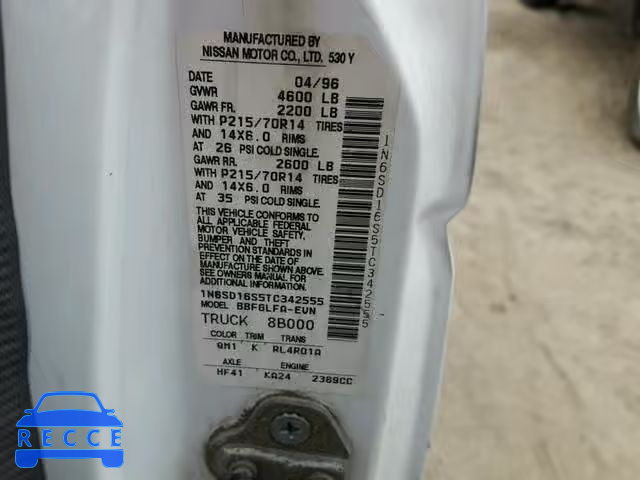 MANUFACTURED BY
NISSAN MOTOR CO., LTD. 530Y
DATE 04/96
GVWR 4600 LB
GAWR FR. 2200 LB
WITH P215/70R14 TIRES
AND 14X6.0 RIMS
AT 26 PSI COLD SINGLE.
GAWR RR. 2600 LB
WITH P215/70R14 TIRES
AND 14X6.0 RIMS
AT 35 PSI COLD SINGLE.
THIS VEHICLE CONFORMS TO
ALL APPLICABLE FEDERAL
MOTOR VEHICLE SAFETY,
BUMPER AND THEFT
PREVENTION STANDARDS IN
EFFECT ON THE DATE OF
MANUFACTURE SHOWN ABOVE.
SEE OWNERS MANUAL FOR
ADDITIONAL INFORMATION.
1N6SD16S5TC342555
MODEL BBFGLFA-EVN
TRUCK 8B000
COLOR TRIM TRANS
QM1 K RL4R01A
AXLE ENGINE
HF41 KA24 2389CC
1N6SD16S5TC342555
RECCE